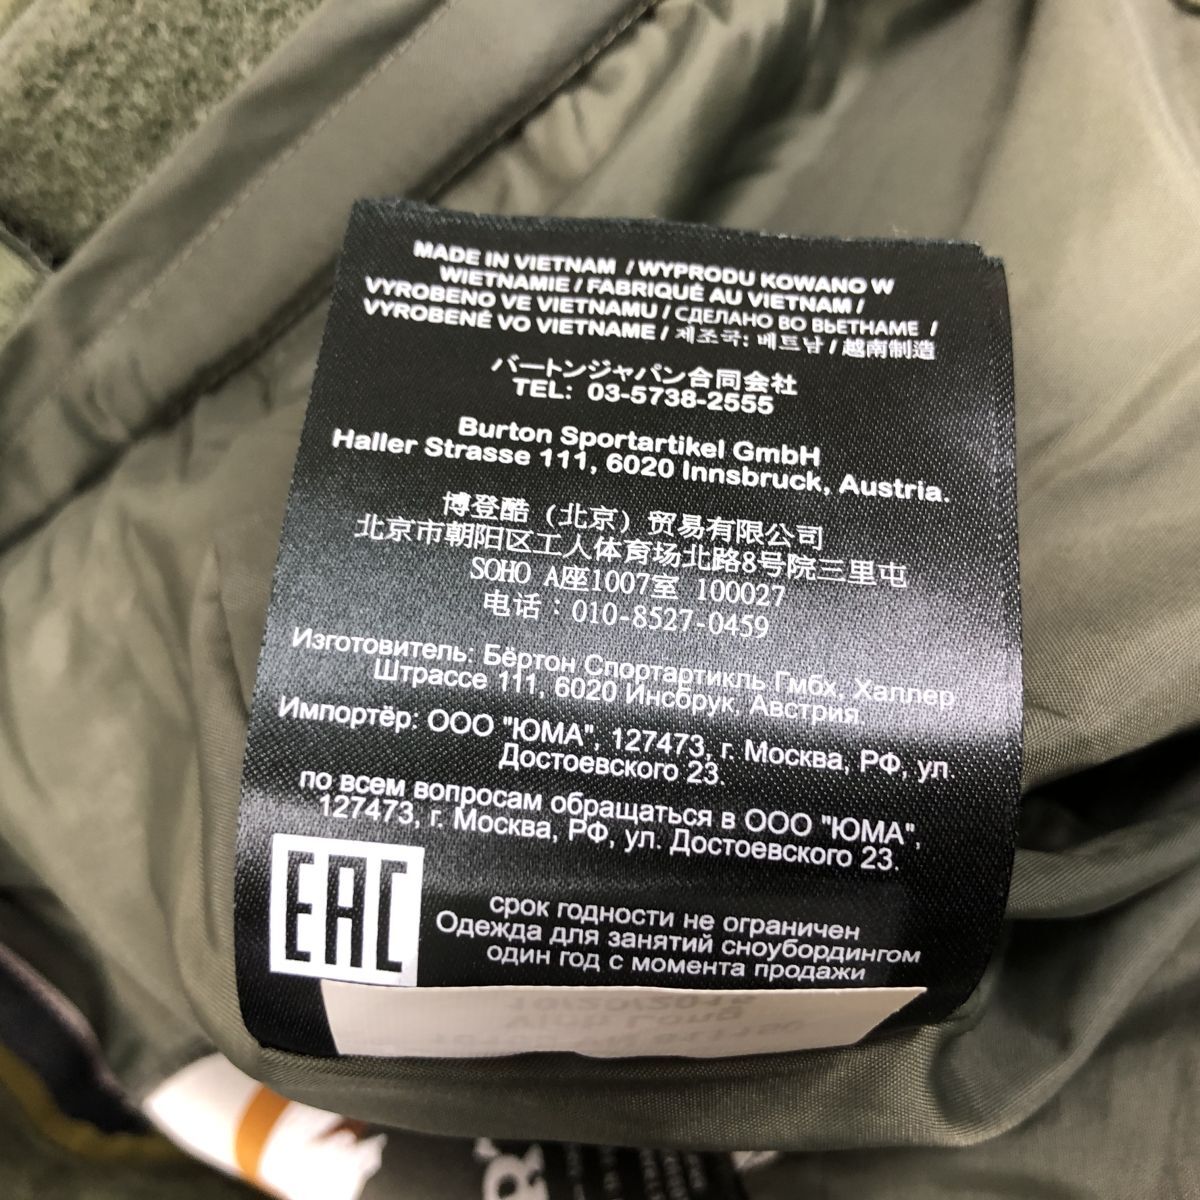 MADE IN VIETNAM / WYPRODU KOWANO W
WIETNAMIE / FABRIQUÉ AU VIETNAM /
VYROBENO VE VIETNAMU / СДЕЛАНО ВО ВЬЕТНАМЕ /
VYROBENÉ VO VIETNAME / 제조국: 베트남 / 越南制造
バートンジャパン合同会社
TEL: 03-5738-2555
Burton Sportartikel GmbH
Haller Strasse 111, 6020 Innsbruck, Austria.
博登酷（北京）贸易有限公司
北京市朝阳区工人体育场北路8号院三里屯
SOHO A座1007室 100027
电话：010-8527-0459
Изготовитель: Бёртон Спортартикль Гмбх, Халлер
Штрассе 111, 6020 Инсбрук, Австрия.
Импортёр: ООО "ЮМА", 127473, г. Москва, РФ, ул.
Достоевского 23.
по всем вопросам обращаться в ООО "ЮМА",
127473, г. Москва, РФ, ул. Достоевского 23.
EAC
срок годности не ограничен
Одежда для занятий сноубордингом
один год с момента продажи